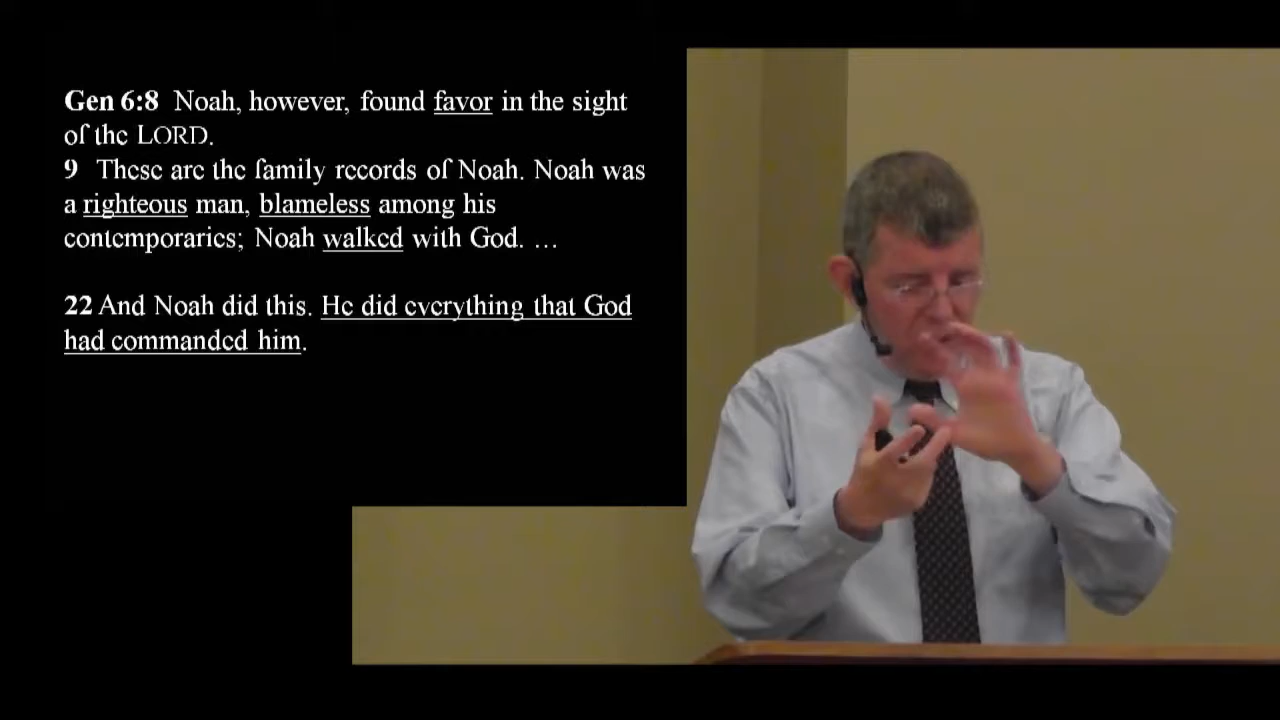 Gen 6:8 Noah, however, found favor in the sight
of the LORD.
9 These are the family records of Noah. Noah was
a righteous man, blameless among his
contemporaries; Noah walked with God. …
22 And Noah did this. He did everything that God
had commanded him.